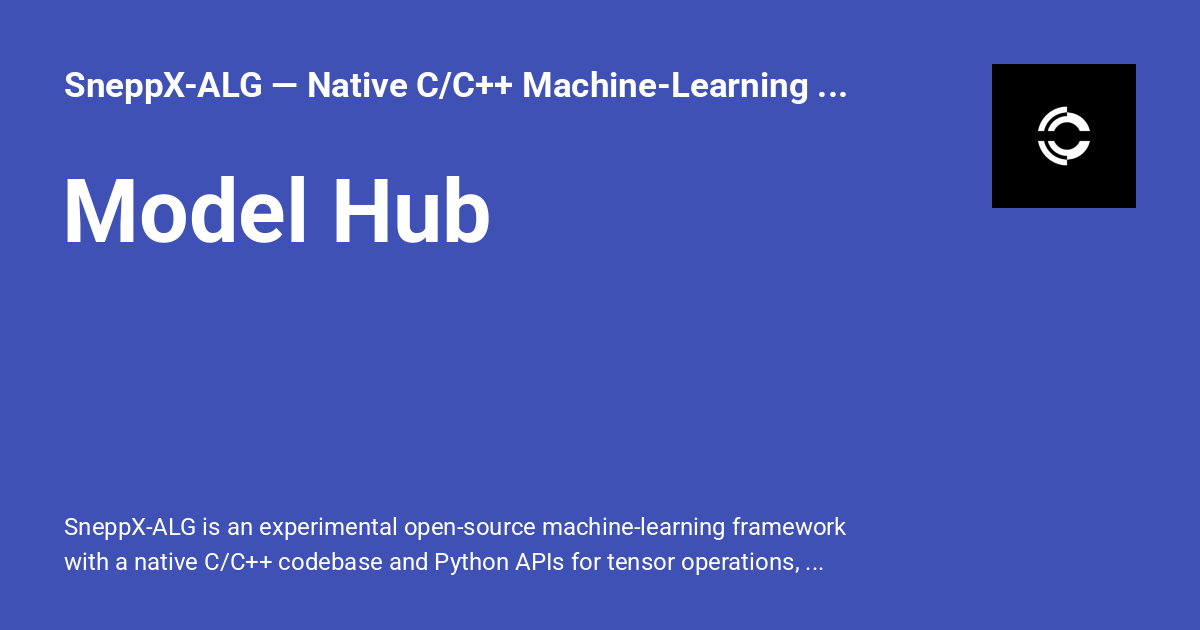 SneppX-ALG — Native C/C++ Machine-Learning ...
Model Hub
SneppX-ALG is an experimental open-source machine-learning framework
with a native C/C++ codebase and Python APIs for tensor operations, ...